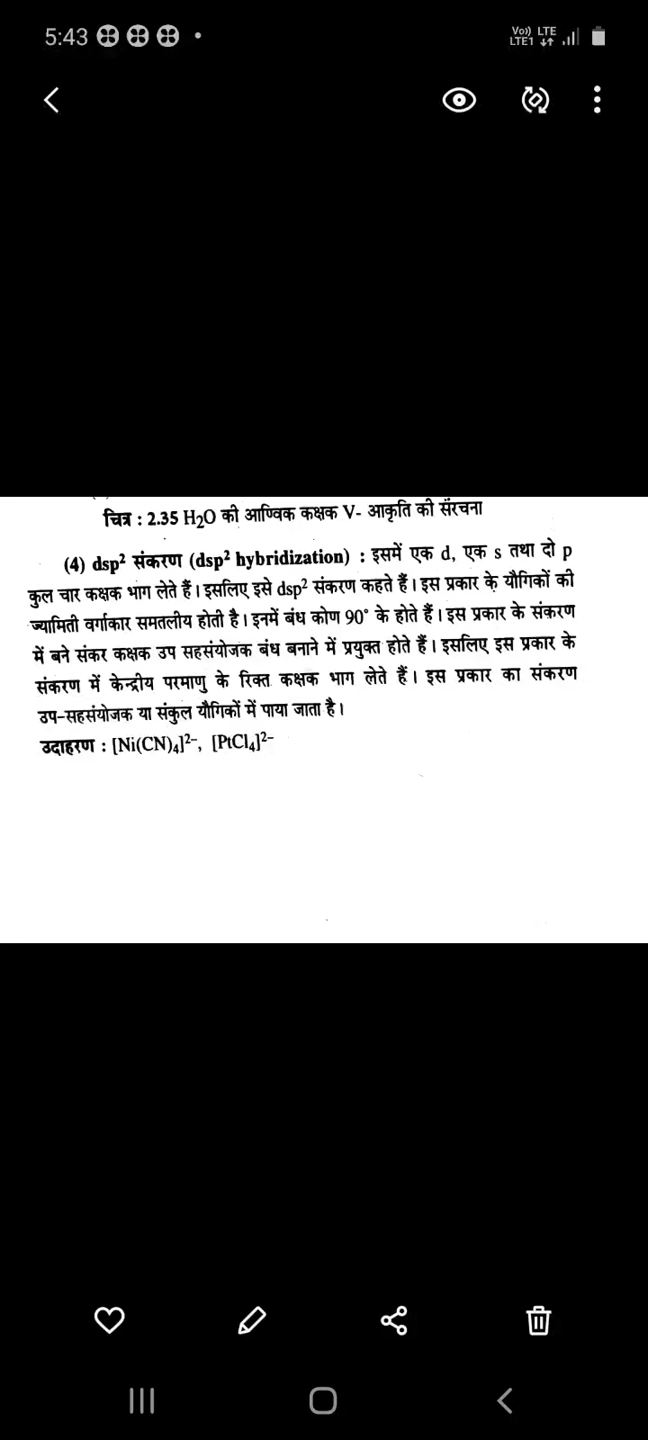 5:43
Vo)) LTE
LTE1
चित्र : 2.35 H₂O की आण्विक कक्षक V- आकृति की संरचना
(4) dsp² संकरण (dsp² hybridization) : इसमें एक d, एक s तथा दो p
कुल चार कक्षक भाग लेते हैं। इसलिए इसे dsp² संकरण कहते हैं। इस प्रकार के यौगिकों की
ज्यामिती वर्गाकार समतलीय होती है। इनमें बंध कोण 90° के होते हैं। इस प्रकार के संकरण
में बने संकर कक्षक उप सहसंयोजक बंध बनाने में प्रयुक्त होते हैं। इसलिए इस प्रकार के
संकरण में केन्द्रीय परमाणु के रिक्त कक्षक भाग लेते हैं। इस प्रकार का संकरण
उप-सहसंयोजक या संकुल यौगिकों में पाया जाता है।
उदाहरण : [Ni(CN)₄]²⁻, [PtCl₄]²⁻